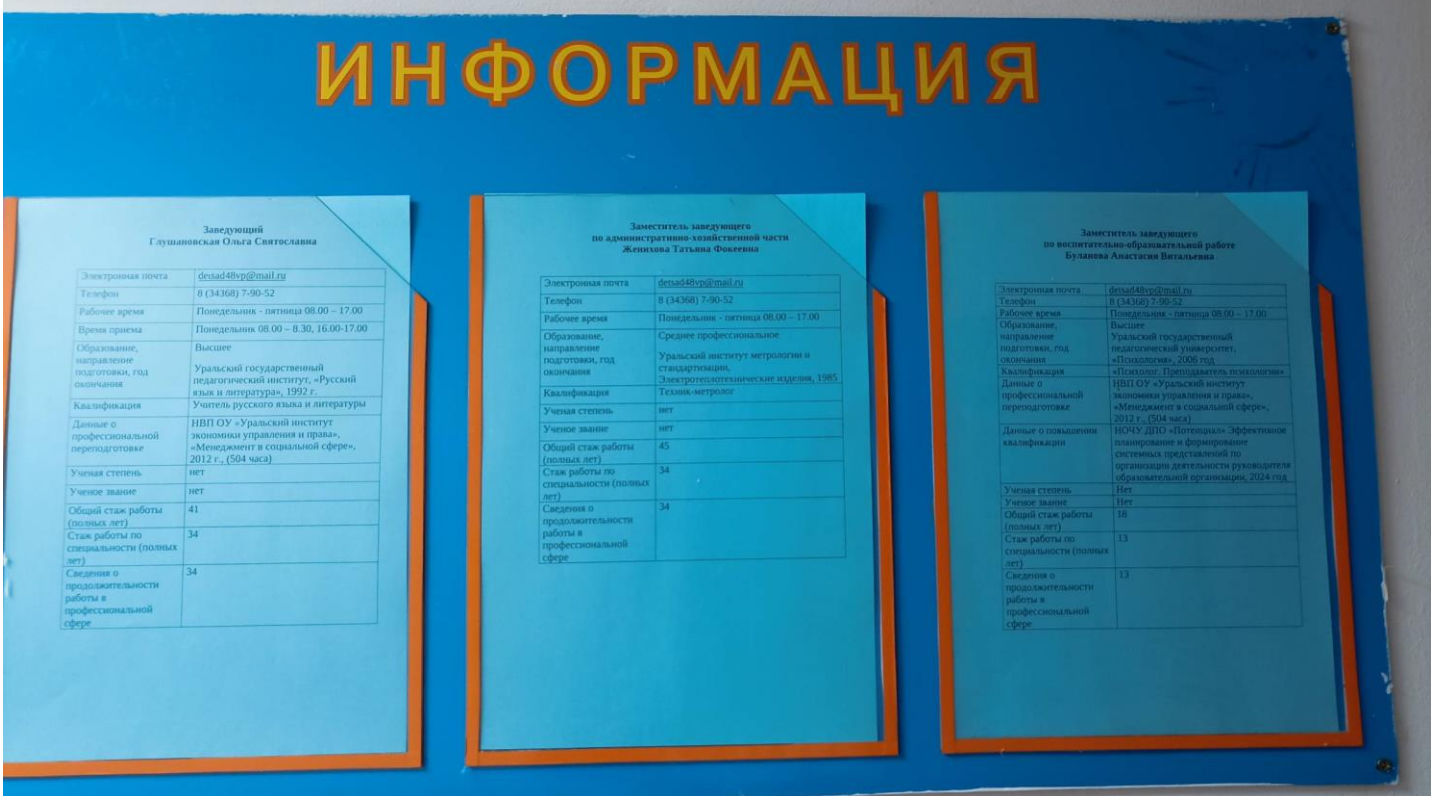 ИНФОРМАЦИЯ
Заведующий
Глушановская Ольга Святославна
Электронная почта detsad48vp@mail.ru
Телефон 8 (34368) 7-90-52
Рабочее время Понедельник - пятница 08.00 – 17.00
Время приема Понедельник 08.00 – 8.30, 16.00-17.00
Образование, Высшее
направление
подготовки, год Уральский государственный
окончания педагогический институт, «Русский
язык и литература», 1992 г.
Квалификация Учитель русского языка и литературы
Данные о НВП ОУ «Уральский институт
профессиональной экономики управления и права»,
переподготовке «Менеджмент в социальной сфере»,
2012 г., (504 часа)
Ученая степень нет
Ученое звание нет
Общий стаж работы 41
(полных лет)
Стаж работы по 34
специальности (полных
лет)
Сведения о 34
продолжительности
работы в
профессиональной
сфере
Заместитель заведующего
по административно-хозяйственной части
Женихова Татьяна Фокеевна
Электронная почта detsad48vp@mail.ru
Телефон 8 (34368) 7-90-52
Рабочее время Понедельник - пятница 08.00 – 17.00
Образование, Среднее профессиональное
направление
подготовки, год Уральский институт метрологии и
окончания стандартизации,
Электротеплотехнические изделия, 1985
Квалификация Техник-метролог
Ученая степень нет
Ученое звание нет
Общий стаж работы 45
(полных лет)
Стаж работы по 34
специальности (полных
лет)
Сведения о 34
продолжительности
работы в
профессиональной
сфере
Заместитель заведующего
по воспитательно-образовательной работе
Буланова Анастасия Витальевна
Электронная почта detsad48vp@mail.ru
Телефон 8 (34368) 7-90-52
Рабочее время Понедельник - пятница 08.00 – 17.00
Образование, Высшее
направление Уральский государственный
подготовки, год педагогический университет,
окончания «Психология», 2006 год
Квалификация «Психолог. Преподаватель психологии»
Данные о НВП ОУ «Уральский институт
профессиональной экономики управления и права»,
переподготовке «Менеджмент в социальной сфере»,
2012 г., (504 часа)
Данные о повышении НОЧУ ДПО «Потенциал» Эффективное
квалификации планирование и формирование
системных представлений по
организации деятельности руководителя
образовательной организации, 2024 год
Ученая степень Нет
Ученое звание Нет
Общий стаж работы 18
(полных лет)
Стаж работы по 13
специальности (полных
лет)
Сведения о 13
продолжительности
работы в
профессиональной
сфере